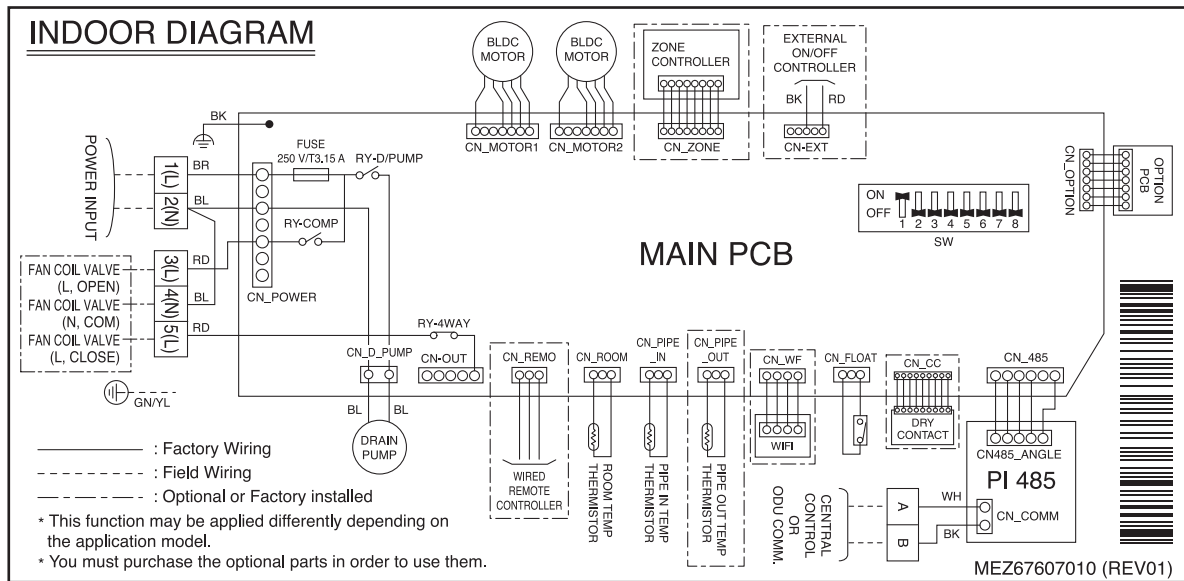 INDOOR DIAGRAM
BLDC
MOTOR
BLDC
MOTOR
ZONE
CONTROLLER
EXTERNAL
ON/OFF
CONTROLLER
BK RD
CN_MOTOR1
CN_MOTOR2
CN_ZONE
CN-EXT
BK
FUSE
250 V/T3.15 A
RY-D/PUMP
RY-COMP
POWER INPUT
1(L)
2(N)
3(L)
4(N)
5(L)
BR
BL
RD
BL
RD
FAN COIL VALVE
(L, OPEN)
FAN COIL VALVE
(N, COM)
FAN COIL VALVE
(L, CLOSE)
CN_POWER
GN/YL
MAIN PCB
ON
OFF
1 2 3 4 5 6 7 8
SW
CN_OPTION
OPTION
PCB
RY-4WAY
CN_D_PUMP
CN-OUT
CN_REMO
CN_ROOM
CN_PIPE
_IN
CN_PIPE
_OUT
CN_WF
CN_FLOAT
CN_CC
CN_485
BL BL
DRAIN
PUMP
WIRED
REMOTE
CONTROLLER
ROOM TEMP
THERMISTOR
PIPE IN TEMP
THERMISTOR
PIPE OUT TEMP
THERMISTOR
WIFI
DRY
CONTACT
CN485_ANGLE
PI 485
CN_COMM
WH
BK
A
B
CENTRAL
CONTROL
OR
ODU COMM.
: Factory Wiring
: Field Wiring
: Optional or Factory installed
* This function may be applied differently depending on
the application model.
* You must purchase the optional parts in order to use them.
MEZ67607010 (REV01)